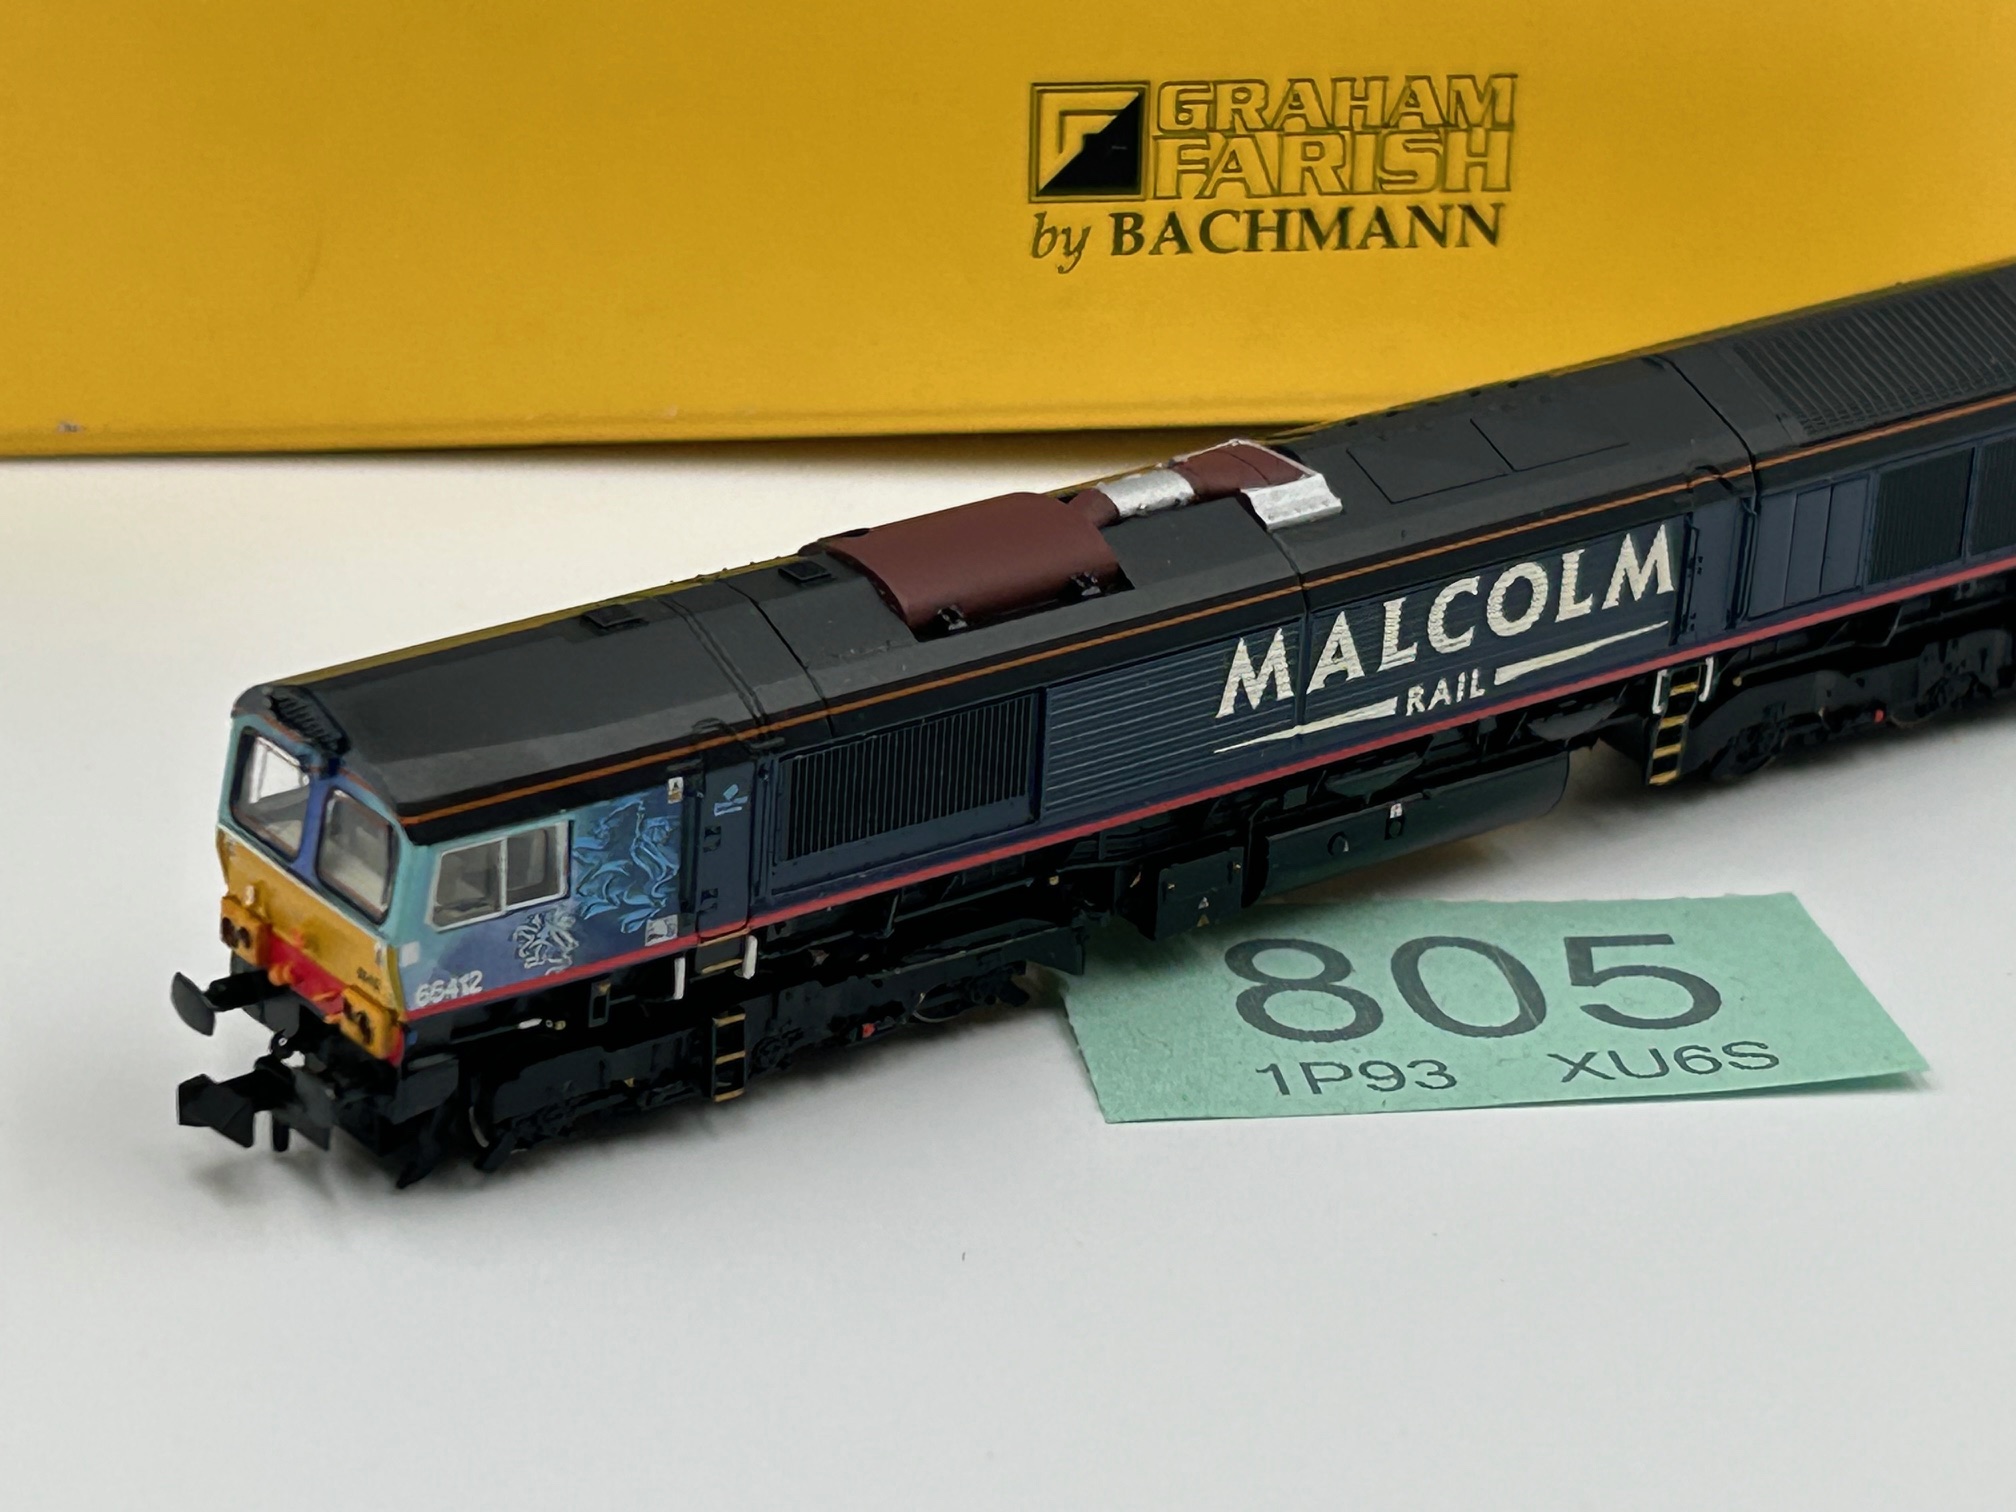 GRAHAM
FARISH
by BACHMANN
MALCOLM
RAIL
66412
805
1P93 XU6S